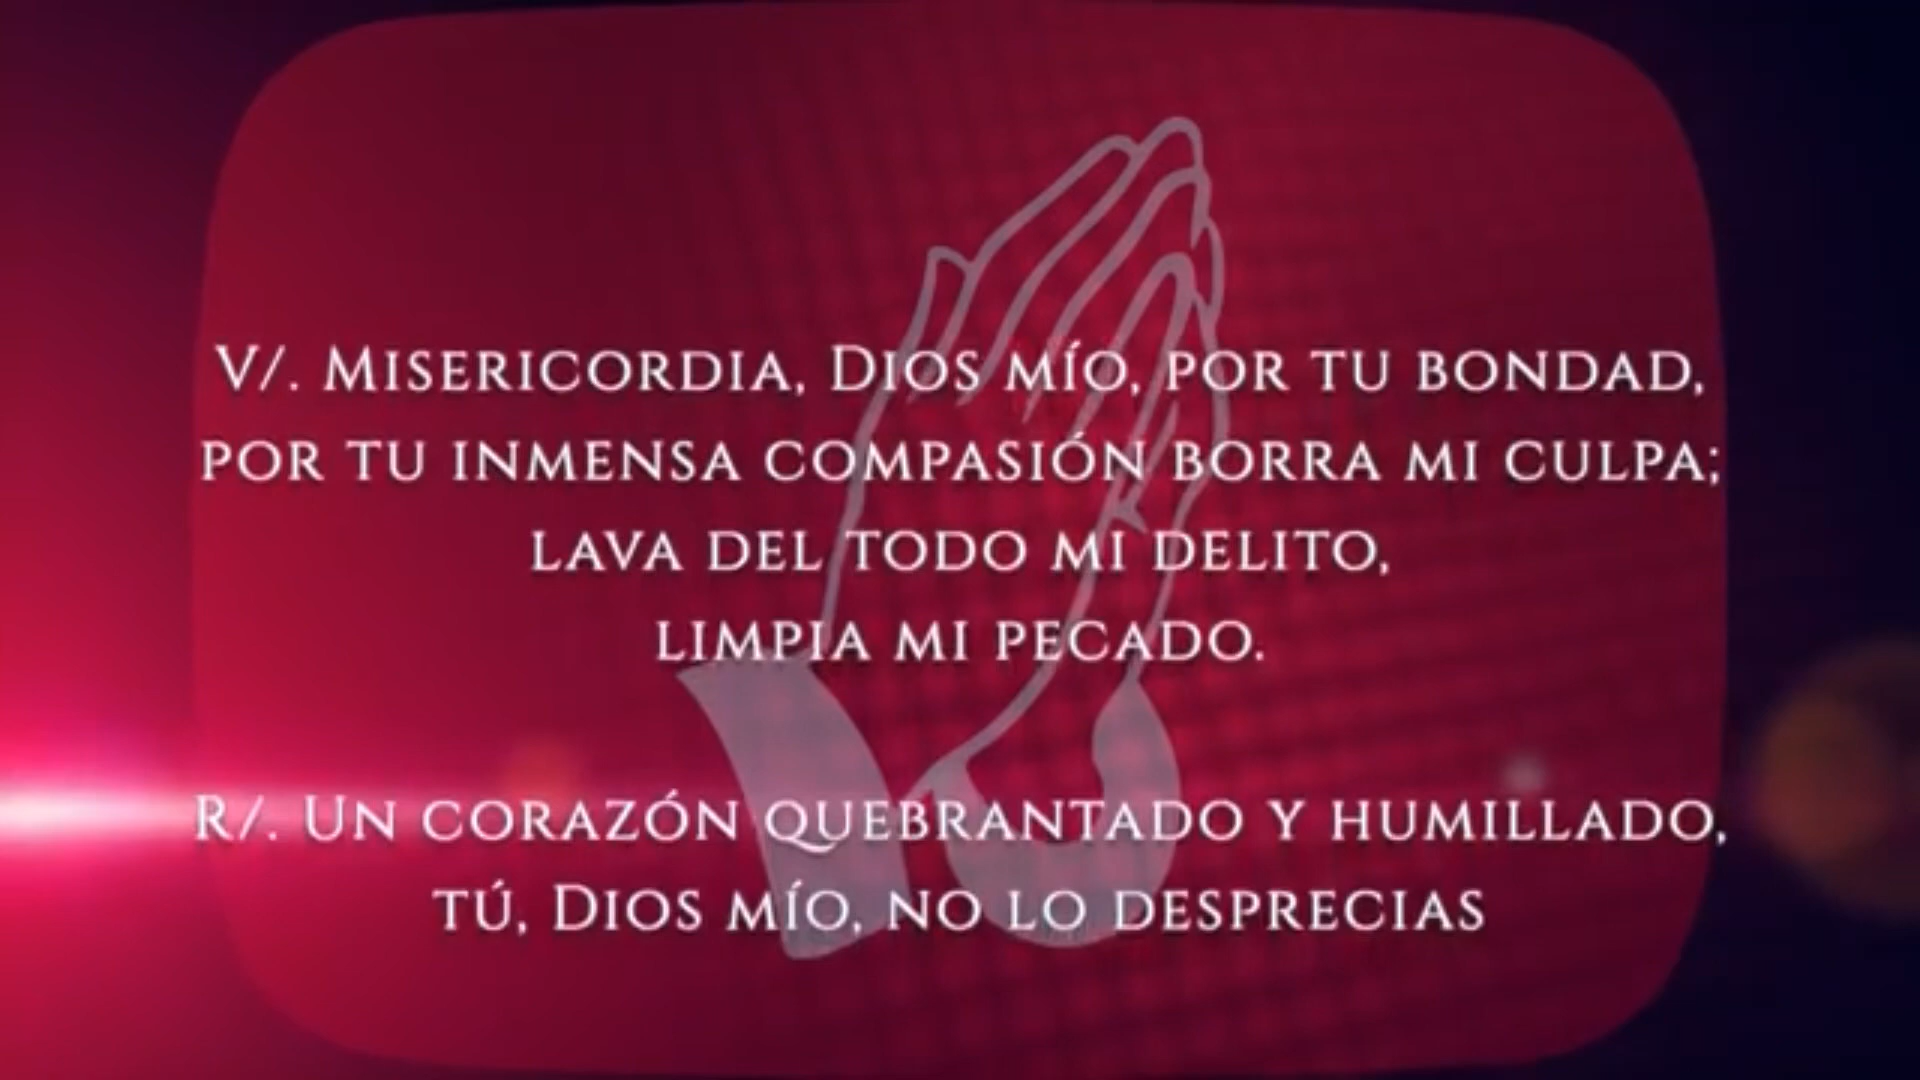 V/. Misericordia, Dios mío, por tu bondad,
por tu inmensa compasión borra mi culpa;
lava del todo mi delito,
limpia mi pecado.
R/. Un corazón quebrantado y humillado,
tú, Dios mío, no lo desprecias